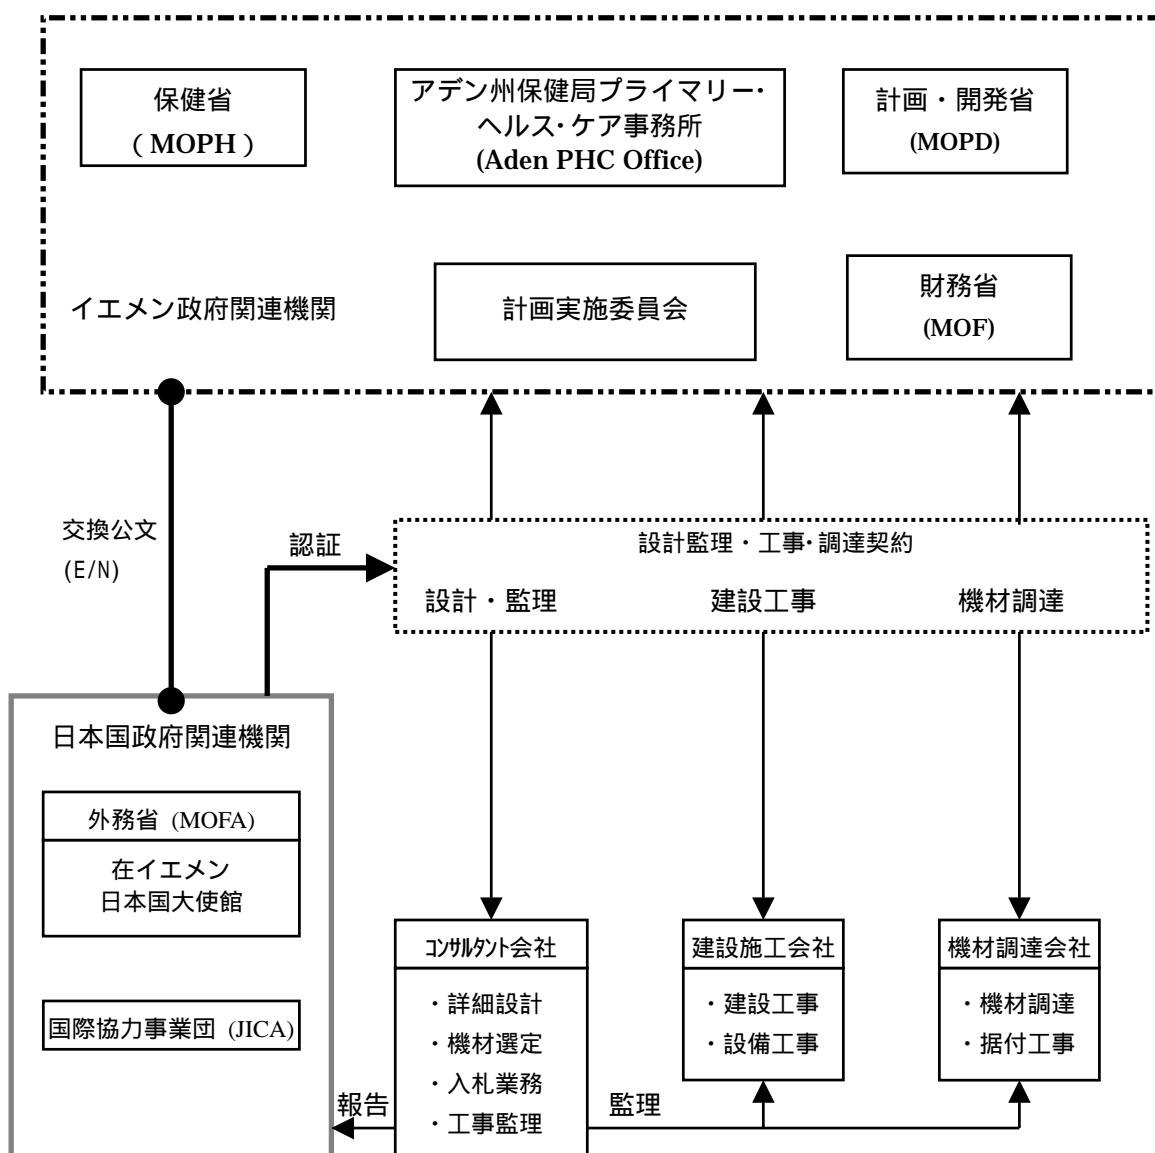 保健省
( MOPH )
アデン州保健局プライマリー・
ヘルス・ケア事務所
(Aden PHC Office)
計画・開発省
(MOPD)
イエメン政府関連機関
計画実施委員会
財務省
(MOF)
交換公文
(E/N)
認証
設計監理・工事・調達契約
設計・監理
建設工事
機材調達
日本国政府関連機関
外務省 (MOFA)
在イエメン
日本国大使館
国際協力事業団 (JICA)
ｺﾝｻﾙﾀﾝﾄ会社
・詳細設計
・機材選定
・入札業務
・工事監理
建設施工会社
・建設工事
・設備工事
機材調達会社
・機材調達
・据付工事
報告
監理